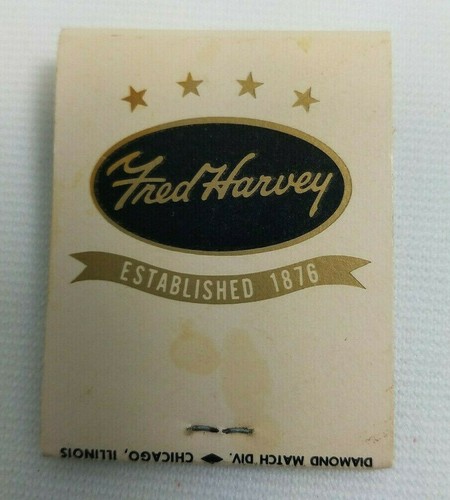 Fred Harvey
ESTABLISHED 1876
DIAMOND MATCH DIV. ◆ CHICAGO, ILLINOIS